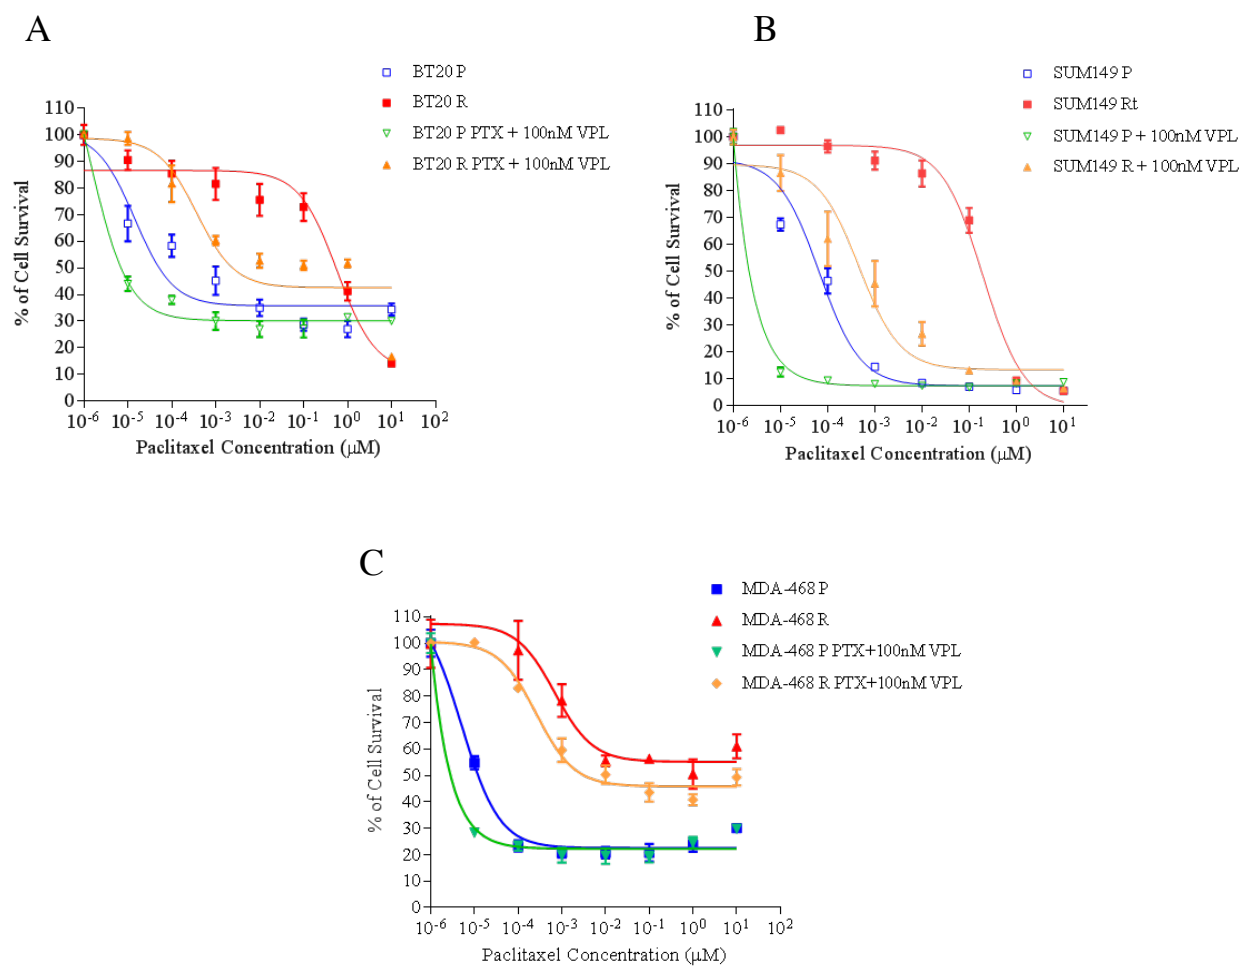 A
BT20 P
BT20 R
BT20 P PTX + 100nM VPL
BT20 R PTX + 100nM VPL
% of Cell Survival
110
100
90
80
70
60
50
40
30
20
10
0
10-6 10-5 10-4 10-3 10-2 10-1 100 101 102
Paclitaxel Concentration (µM)
B
SUM149 P
SUM149 Rt
SUM149 P + 100nM VPL
SUM149 R + 100nM VPL
% of Cell Survival
110
100
90
80
70
60
50
40
30
20
10
0
10-6 10-5 10-4 10-3 10-2 10-1 100 101
Paclitaxel Concentration (µM)
C
MDA-468 P
MDA-468 R
MDA-468 P PTX+100nM VPL
MDA-468 R PTX+100nM VPL
% of Cell Survival
110
100
90
80
70
60
50
40
30
20
10
0
10-6 10-5 10-4 10-3 10-2 10-1 100 101 102
Paclitaxel Concentration (µM)